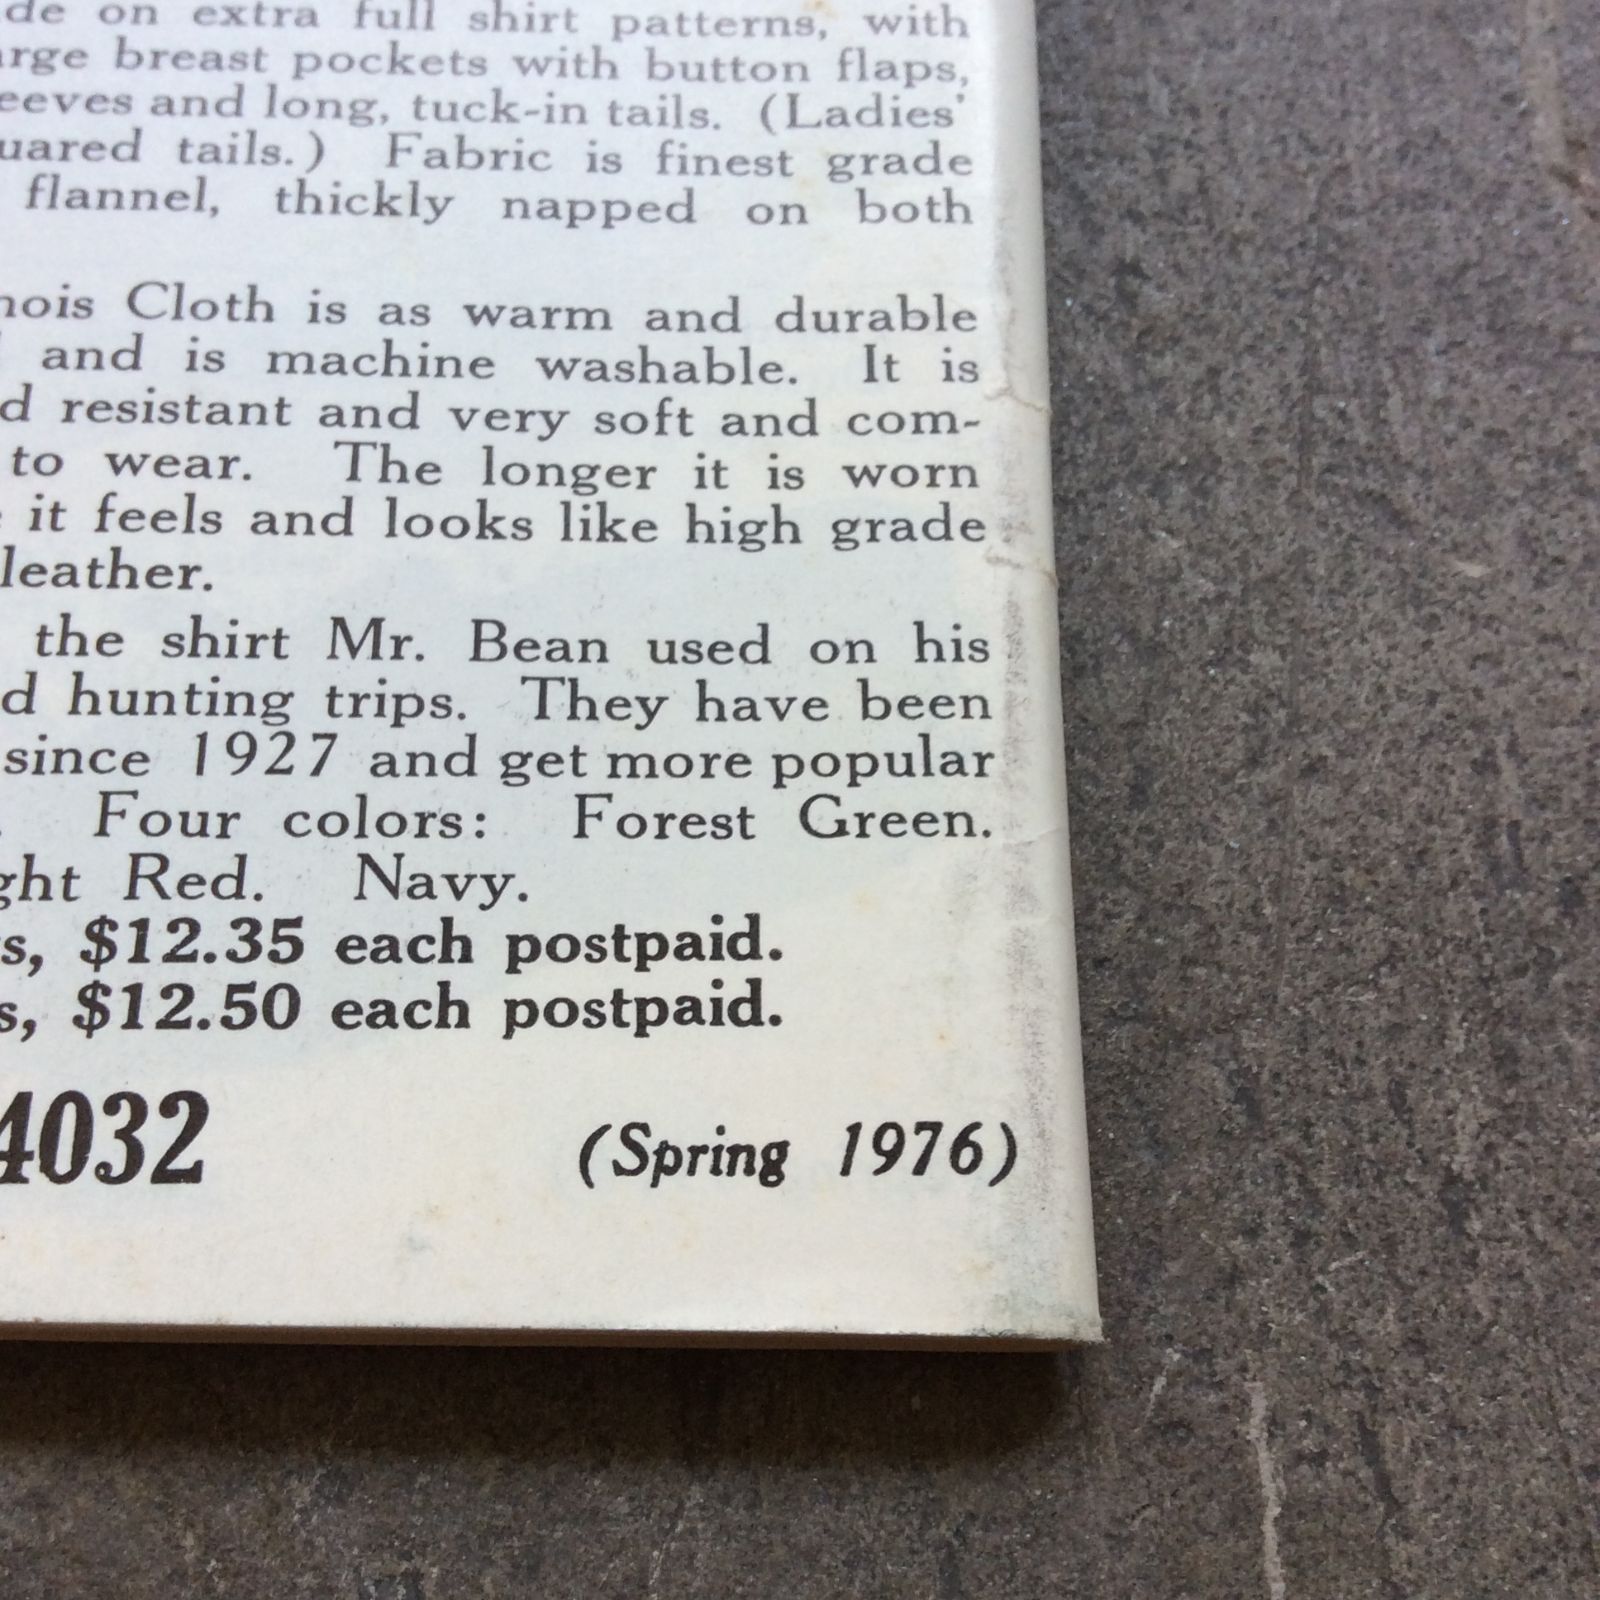 de on extra full shirt patterns, with
arge breast pockets with button flaps,
eeves and long, tuck-in tails. (Ladies'
uared tails.) Fabric is finest grade
flannel, thickly napped on both
nois Cloth is as warm and durable
and is machine washable. It is
d resistant and very soft and com-
to wear. The longer it is worn
it feels and looks like high grade
leather.
the shirt Mr. Bean used on his
d hunting trips. They have been
since 1927 and get more popular
Four colors: Forest Green.
ght Red. Navy.
s, $12.35 each postpaid.
s, $12.50 each postpaid.
4032 (Spring 1976)